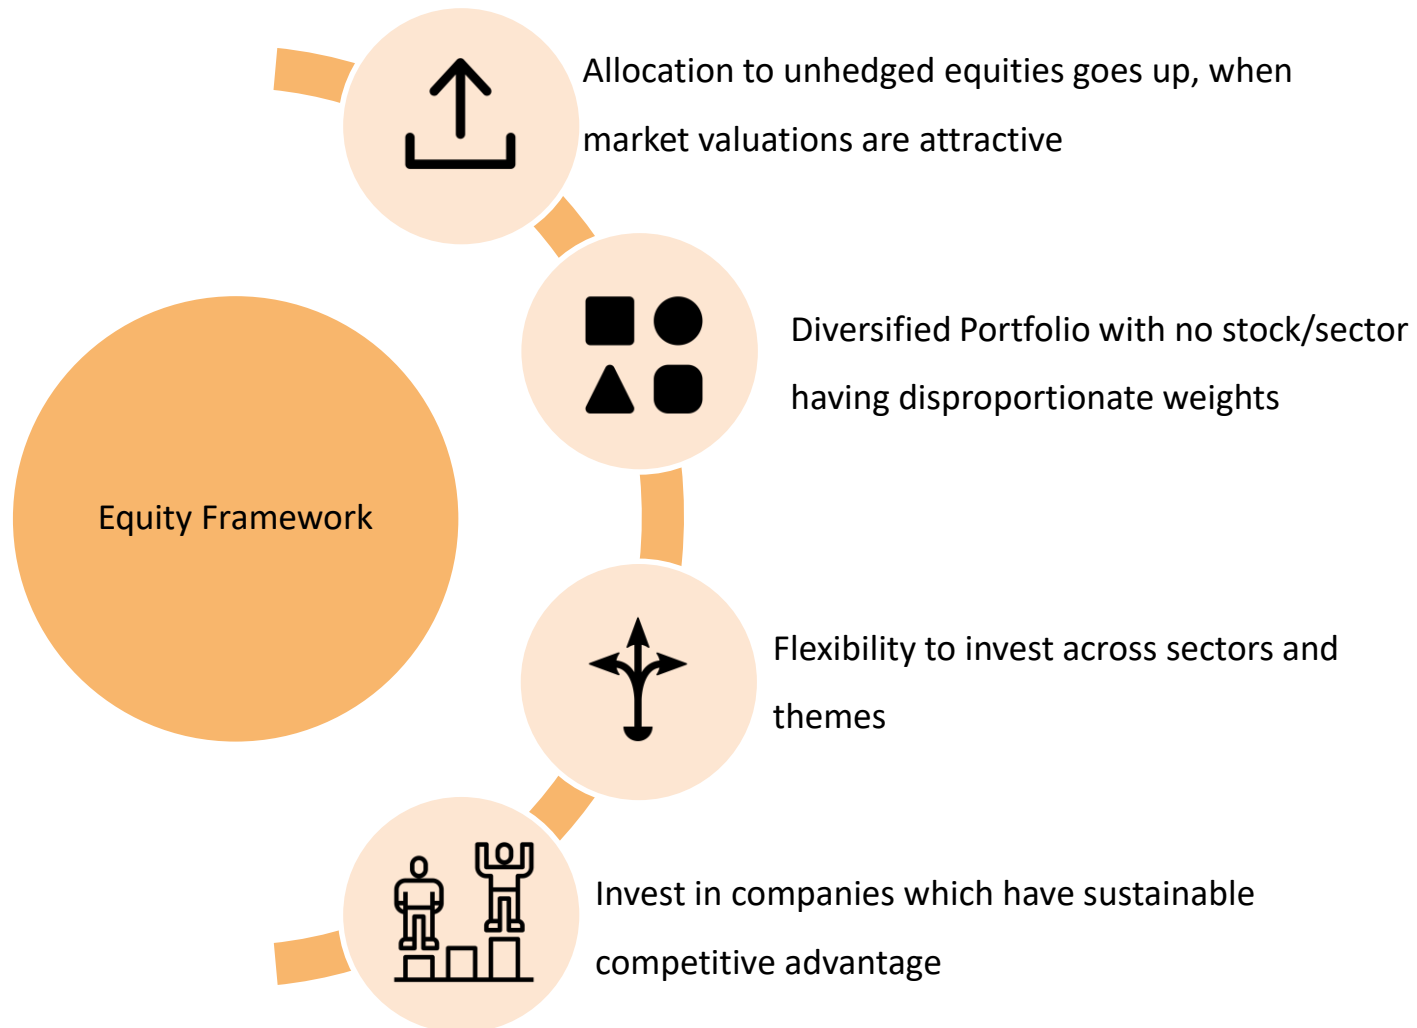 Allocation to unhedged equities goes up, when
market valuations are attractive
Diversified Portfolio with no stock/sector
having disproportionate weights
Equity Framework
Flexibility to invest across sectors and
themes
Invest in companies which have sustainable
competitive advantage